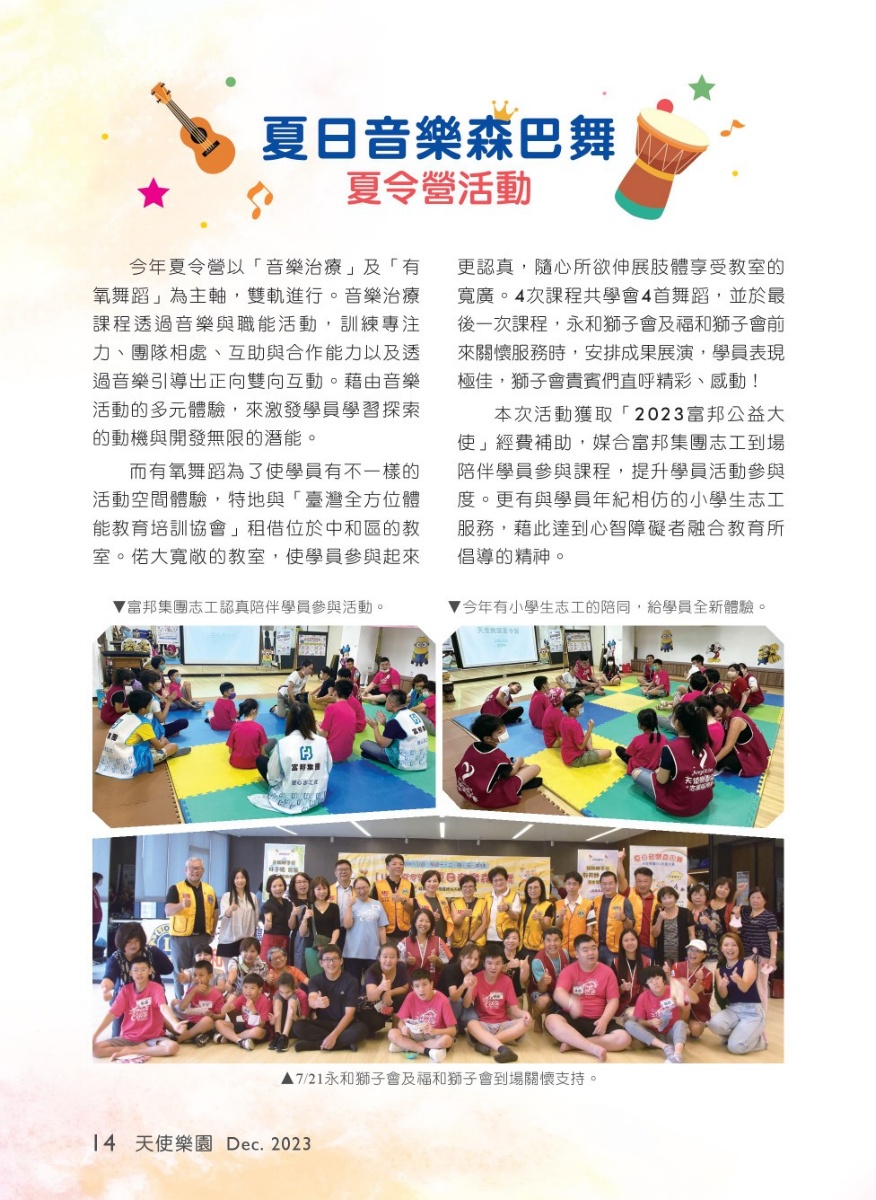 夏日音樂森巴舞
夏令營活動
今年夏令營以「音樂治療」及「有
氧舞蹈」為主軸，雙軌進行。音樂治療
課程透過音樂與職能活動，訓練專注
力、團隊相處、互助與合作能力以及透
過音樂引導出正向雙向互動。藉由音樂
活動的多元體驗，來激發學員學習探索
的動機與開發無限的潛能。
而有氧舞蹈為了使學員有不一樣的
活動空間體驗，特地與「臺灣全方位體
能教育培訓協會」租借位於中和區的教
室。偌大寬敞的教室，使學員參與起來
更認真，隨心所欲伸展肢體享受教室的
寬廣。4次課程共學會4首舞蹈，並於最
後一次課程，永和獅子會及福和獅子會前
來關懷服務時，安排成果展演，學員表現
極佳，獅子會貴賓們直呼精彩、感動！
本次活動獲取「2023富邦公益大
使」經費補助，媒合富邦集團志工到場
陪伴學員參與課程，提升學員活動參與
度。更有與學員年紀相仿的小學生志工
服務，藉此達到心智障礙者融合教育所
倡導的精神。
▼富邦集團志工認真陪伴學員參與活動。
▼今年有小學生志工的陪同，給學員全新體驗。
富邦集團
▲7/21永和獅子會及福和獅子會到場關懷支持。
14 天使樂園 Dec. 2023